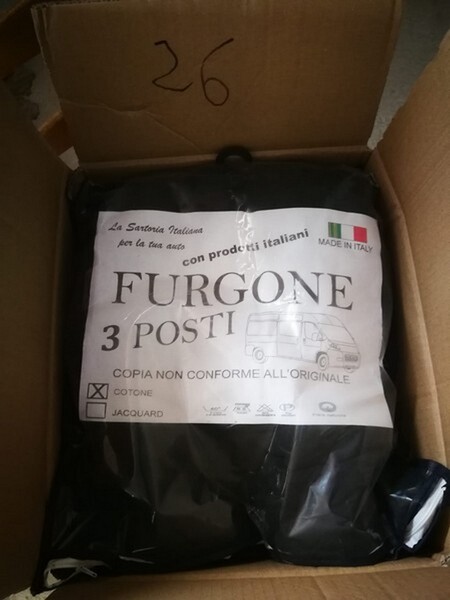 26
La Sartoria Italiana
per la tua auto
con prodotti italiani
MADE IN ITALY
FURGONE
3 POSTI
COPIA NON CONFORME ALL'ORIGINALE
COTONE
JACQUARD